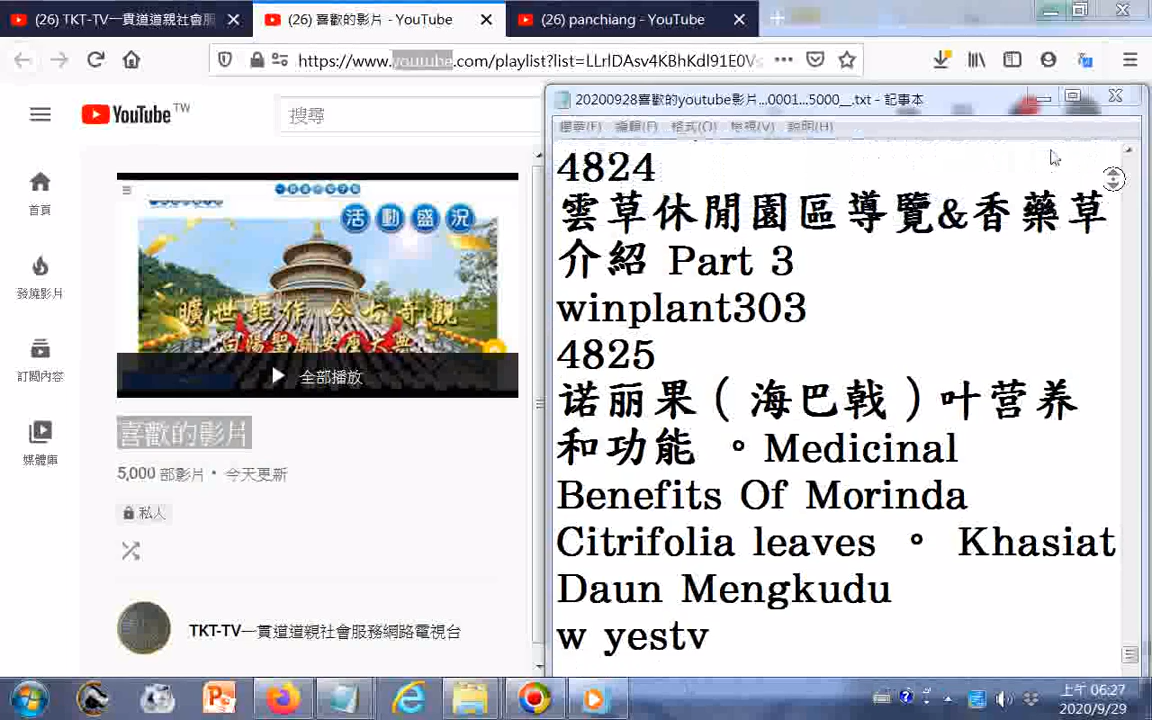 (26) TKT-TV一貫道道親社會服
(26) 喜歡的影片 - YouTube
(26) panchiang - YouTube
https://www.youtube.com/playlist?list=LLrlDAsv4KBhKdl91E0Vs
YouTube TW
搜尋
首頁
發燒影片
訂閱內容
媒體庫
活動盛況
曠世鉅作 今古奇觀
白陽聖廟安座大典
全部播放
喜歡的影片
5,000 部影片・今天更新
私人
TKT-TV一貫道道親社會服務網路電視台
20200928喜歡的youtube影片...0001...5000__.txt - 記事本
檔案(F) 編輯(E) 格式(O) 檢視(V) 說明(H)
4824
雲草休閒園區導覽&香藥草
介紹 Part 3
winplant303
4825
诺丽果（海巴戟）叶营养
和功能 。Medicinal
Benefits Of Morinda
Citrifolia leaves 。 Khasiat
Daun Mengkudu
w yestv
上午 06:27
2020/9/29